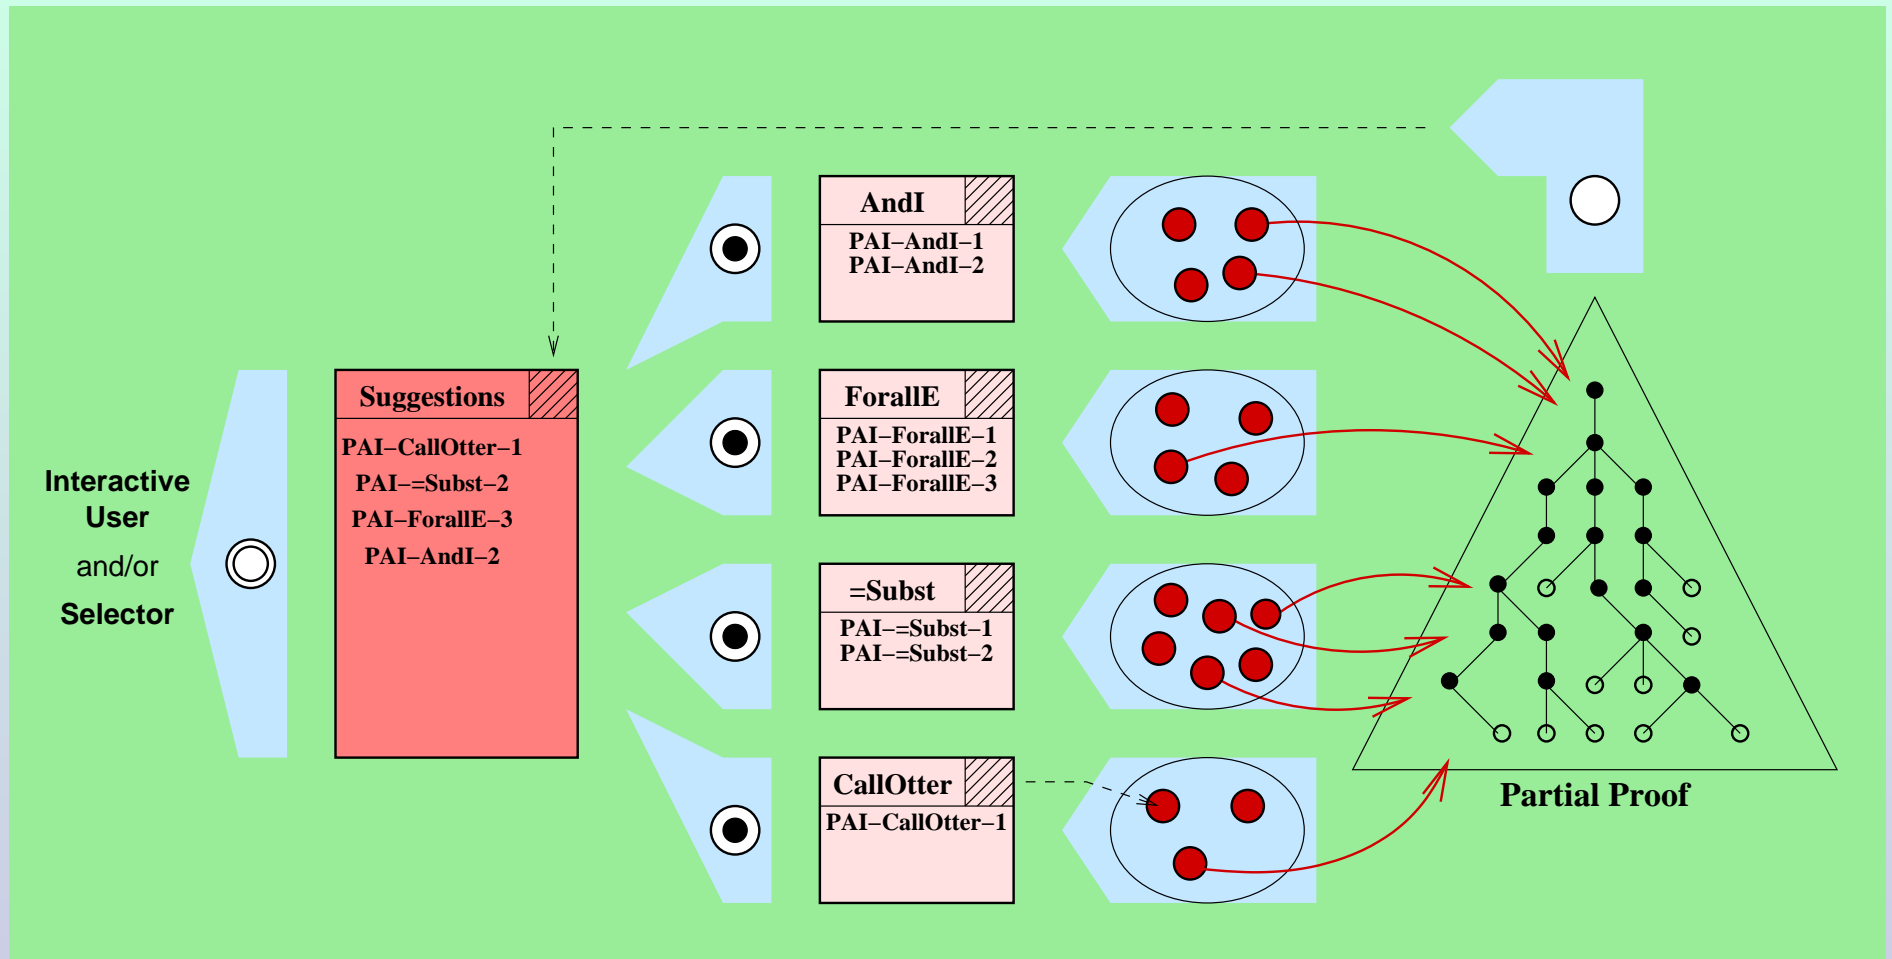 Interactive
User
and/or
Selector
Suggestions
PAI–CallOtter–1
PAI–=Subst–2
PAI–ForallE–3
PAI–AndI–2
AndI
PAI–AndI–1
PAI–AndI–2
ForallE
PAI–ForallE–1
PAI–ForallE–2
PAI–ForallE–3
=Subst
PAI–=Subst–1
PAI–=Subst–2
CallOtter
PAI–CallOtter–1
Partial Proof